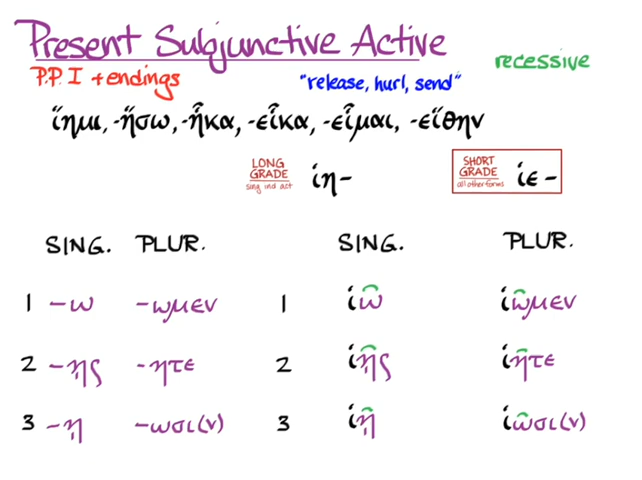 Present Subjunctive Active
recessive
P.P. I + endings
"release, hurl, send"
ἵημι, -ἥσω, -ἧκα, -εἷκα, -εἷμαι, -εἵθην
LONG GRADE sing ind act ἱη-
SHORT GRADE all other forms ἱε-
SING. PLUR. SING. PLUR.
1 -ω -ωμεν 1 ἱῶ ἱῶμεν
2 -ῃς -ητε 2 ἱῇς ἱῆτε
3 -ῃ -ωσι(ν) 3 ἱῇ ἱῶσι(ν)